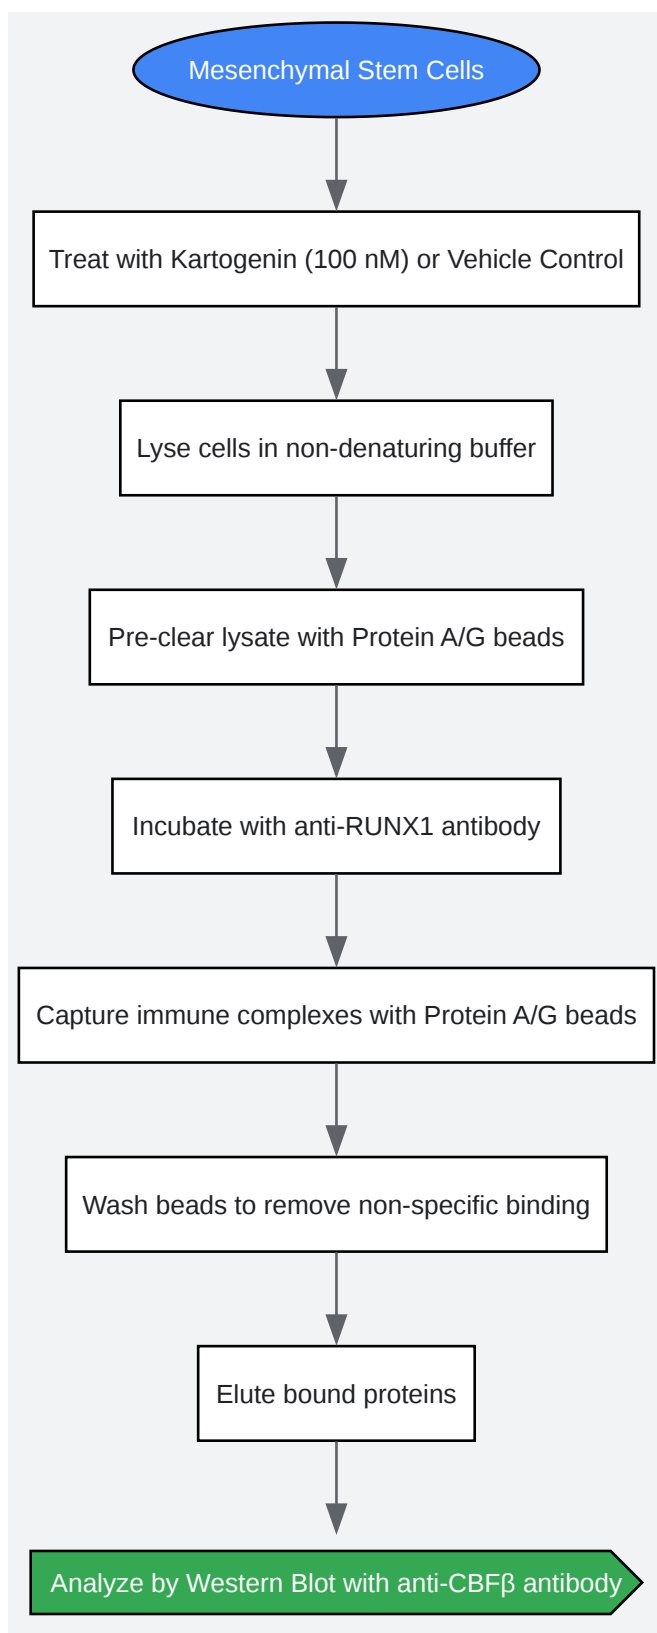 Mesenchymal Stem Cells
Treat with Kartogenin (100 nM) or Vehicle Control
Lyse cells in non-denaturing buffer
Pre-clear lysate with Protein A/G beads
Incubate with anti-RUNX1 antibody
Capture immune complexes with Protein A/G beads
Wash beads to remove non-specific binding
Elute bound proteins
Analyze by Western Blot with anti-CBFβ antibody